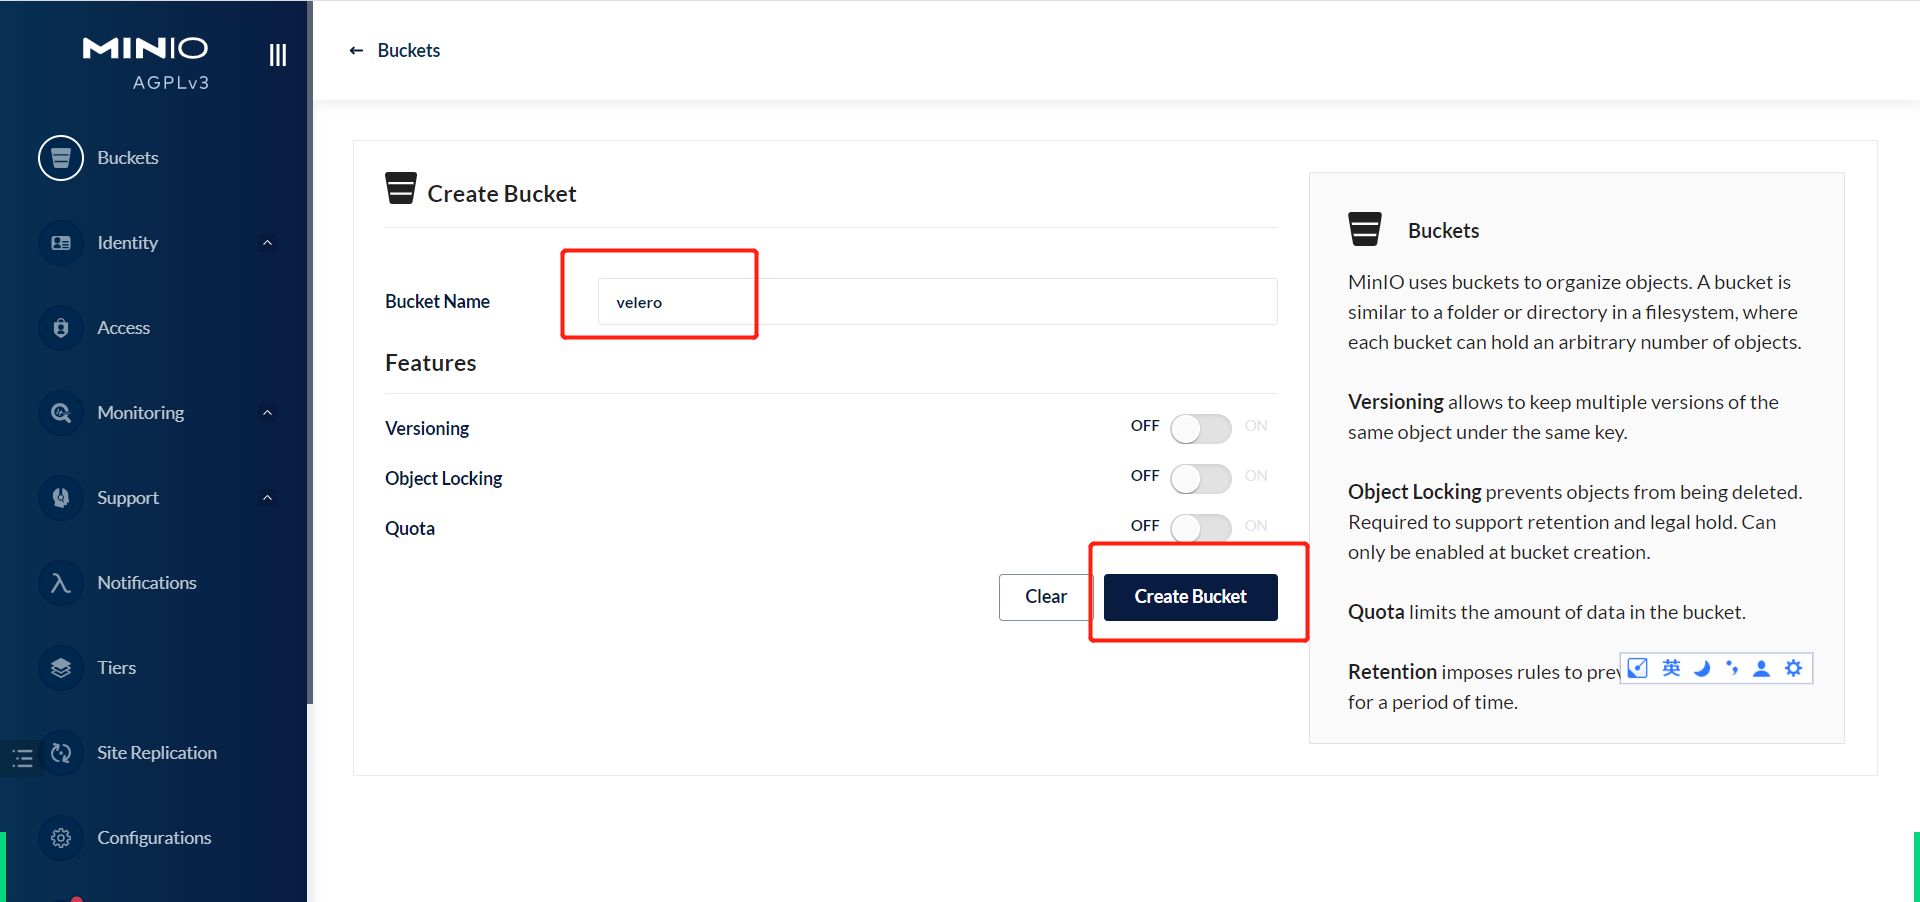 MINIO
AGPLv3
Buckets
Identity
Access
Monitoring
Support
Notifications
Tiers
Site Replication
Configurations
← Buckets
Create Bucket
Bucket Name
velero
Features
Versioning OFF ON
Object Locking OFF ON
Quota OFF ON
Clear Create Bucket
Buckets
MinIO uses buckets to organize objects. A bucket is
similar to a folder or directory in a filesystem, where
each bucket can hold an arbitrary number of objects.
Versioning allows to keep multiple versions of the
same object under the same key.
Object Locking prevents objects from being deleted.
Required to support retention and legal hold. Can
only be enabled at bucket creation.
Quota limits the amount of data in the bucket.
Retention imposes rules to
英
for a period of time.